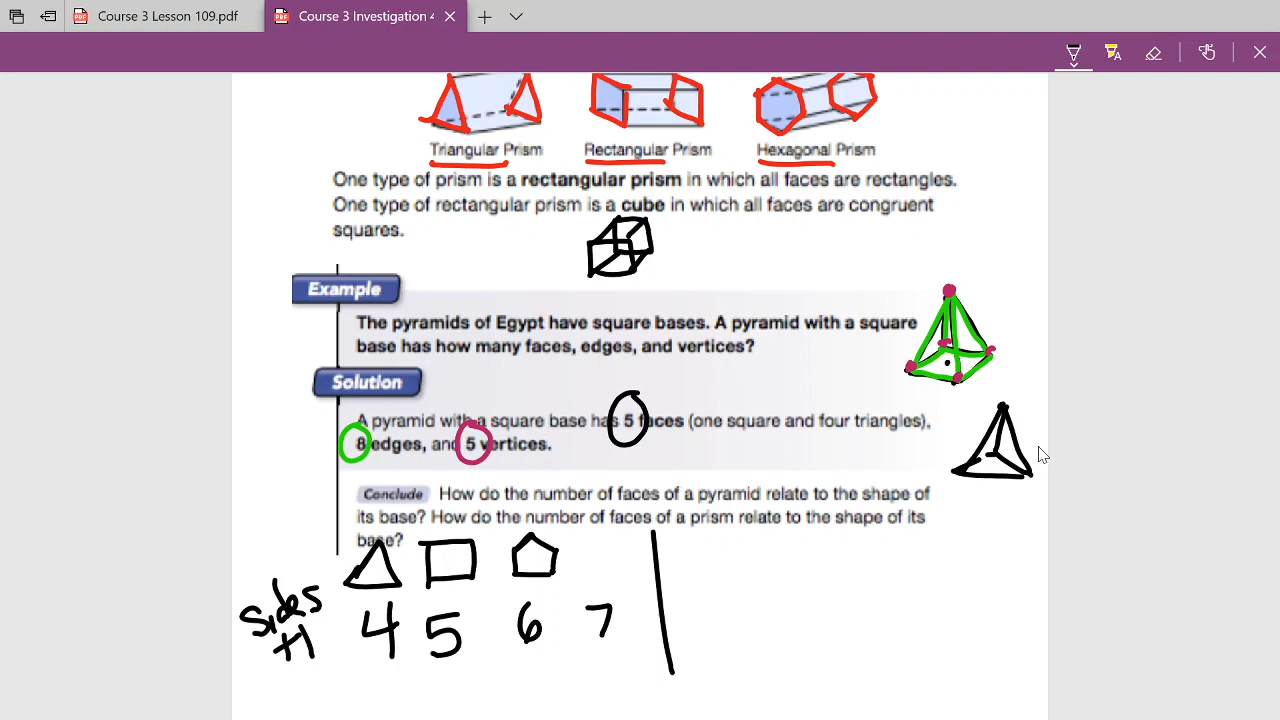 Course 3 Lesson 109.pdf
Course 3 Investigation 4
Triangular Prism
Rectangular Prism
Hexagonal Prism
One type of prism is a rectangular prism in which all faces are rectangles.
One type of rectangular prism is a cube in which all faces are congruent
squares.
Example
The pyramids of Egypt have square bases. A pyramid with a square
base has how many faces, edges, and vertices?
Solution
A pyramid with a square base has 5 faces (one square and four triangles),
8 edges, and 5 vertices.
Conclude How do the number of faces of a pyramid relate to the shape of
its base? How do the number of faces of a prism relate to the shape of its
base?
sides
+1
4 5 6 7